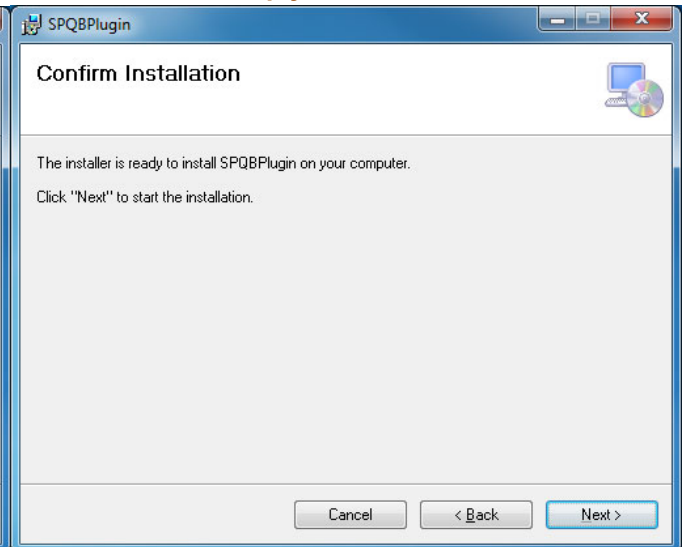 SPQBPlugin
Confirm Installation
The installer is ready to install SPQBPlugin on your computer.
Click "Next" to start the installation.
Cancel
< Back
Next >